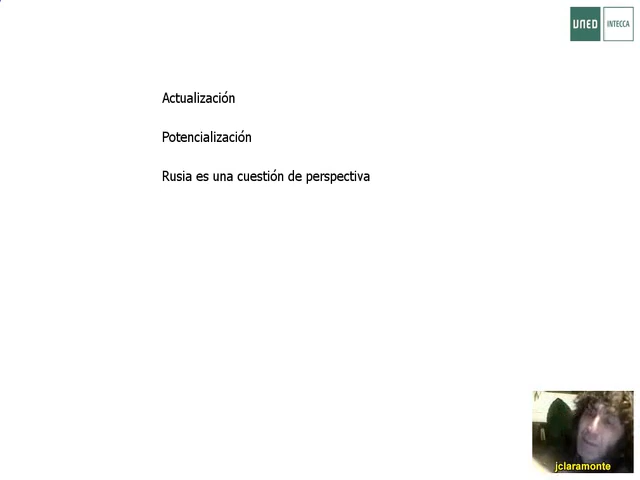 UNED
INTECCA
Actualización
Potencialización
Rusia es una cuestión de perspectiva
jclaramonte